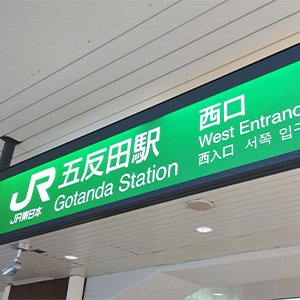 JR 五反田駅
JR東日本 Gotanda Station
西口
West Entranc
西入口 서쪽 입구